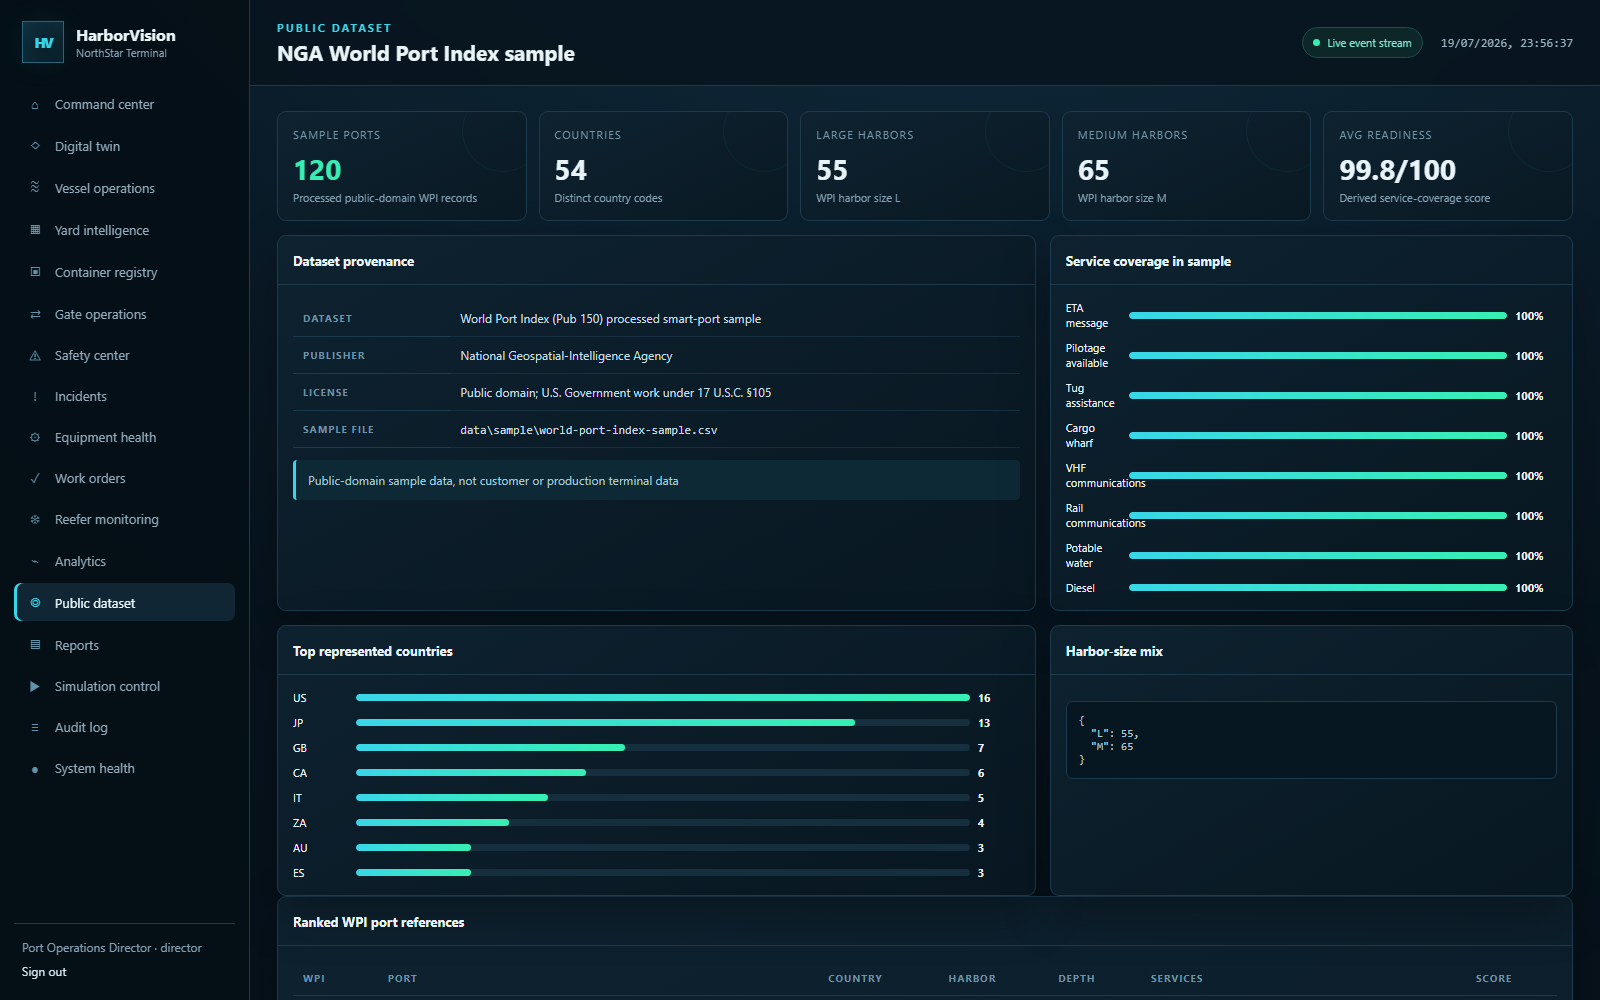 HV
HarborVision
NorthStar Terminal
Command center
Digital twin
Vessel operations
Yard intelligence
Container registry
Gate operations
Safety center
Incidents
Equipment health
Work orders
Reefer monitoring
Analytics
Public dataset
Reports
Simulation control
Audit log
System health
Port Operations Director · director
Sign out
PUBLIC DATASET
NGA World Port Index sample
Live event stream
19/07/2026, 23:56:37
SAMPLE PORTS
120
Processed public-domain WPI records
COUNTRIES
54
Distinct country codes
LARGE HARBORS
55
WPI harbor size L
MEDIUM HARBORS
65
WPI harbor size M
AVG READINESS
99.8/100
Derived service-coverage score
Dataset provenance
DATASET World Port Index (Pub 150) processed smart-port sample
PUBLISHER National Geospatial-Intelligence Agency
LICENSE Public domain; U.S. Government work under 17 U.S.C. §105
SAMPLE FILE data\sample\world-port-index-sample.csv
Public-domain sample data, not customer or production terminal data
Service coverage in sample
ETA
message 100%
Pilotage
available 100%
Tug
assistance 100%
Cargo
wharf 100%
VHF
communications 100%
Rail
communications 100%
Potable
water 100%
Diesel 100%
Top represented countries
US 16
JP 13
GB 7
CA 6
IT 5
ZA 4
AU 3
ES 3
Harbor-size mix
{
"L": 55,
"M": 65
}
Ranked WPI port references
WPI PORT COUNTRY HARBOR DEPTH SERVICES SCORE